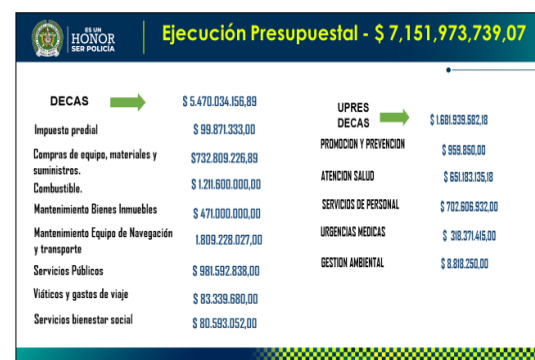 ES UN
HONOR
SER POLICÍA
Ejecución Presupuestal - $ 7,151,973,739,07
DECAS
$ 5.470.034.156,89
Impuesto predial
$ 99.871.333,00
Compras de equipo, materiales y
suministros.
$732.809.226,89
Combustible.
$ 1.211.600.000,00
Mantenimiento Bienes Inmuebles
$ 471.000.000,00
Mantenimiento Equipo de Navegación
y transporte
1.809.228.027,00
Servicios Públicos
$ 981.592.838,00
Viáticos y gastos de viaje
$ 83.339.680,00
Servicios bienestar social
$ 80.593.052,00
UPRES
DECAS
$ 1.681.939.582,18
PROMOCION Y PREVENCION
$ 959.850,00
ATENCION SALUD
$ 651.183.135,18
SERVICIOS DE PERSONAL
$ 702.606.932,00
URGENCIAS MEDICAS
$ 318.371.415,00
GESTION AMBIENTAL
$ 8.818.250,00